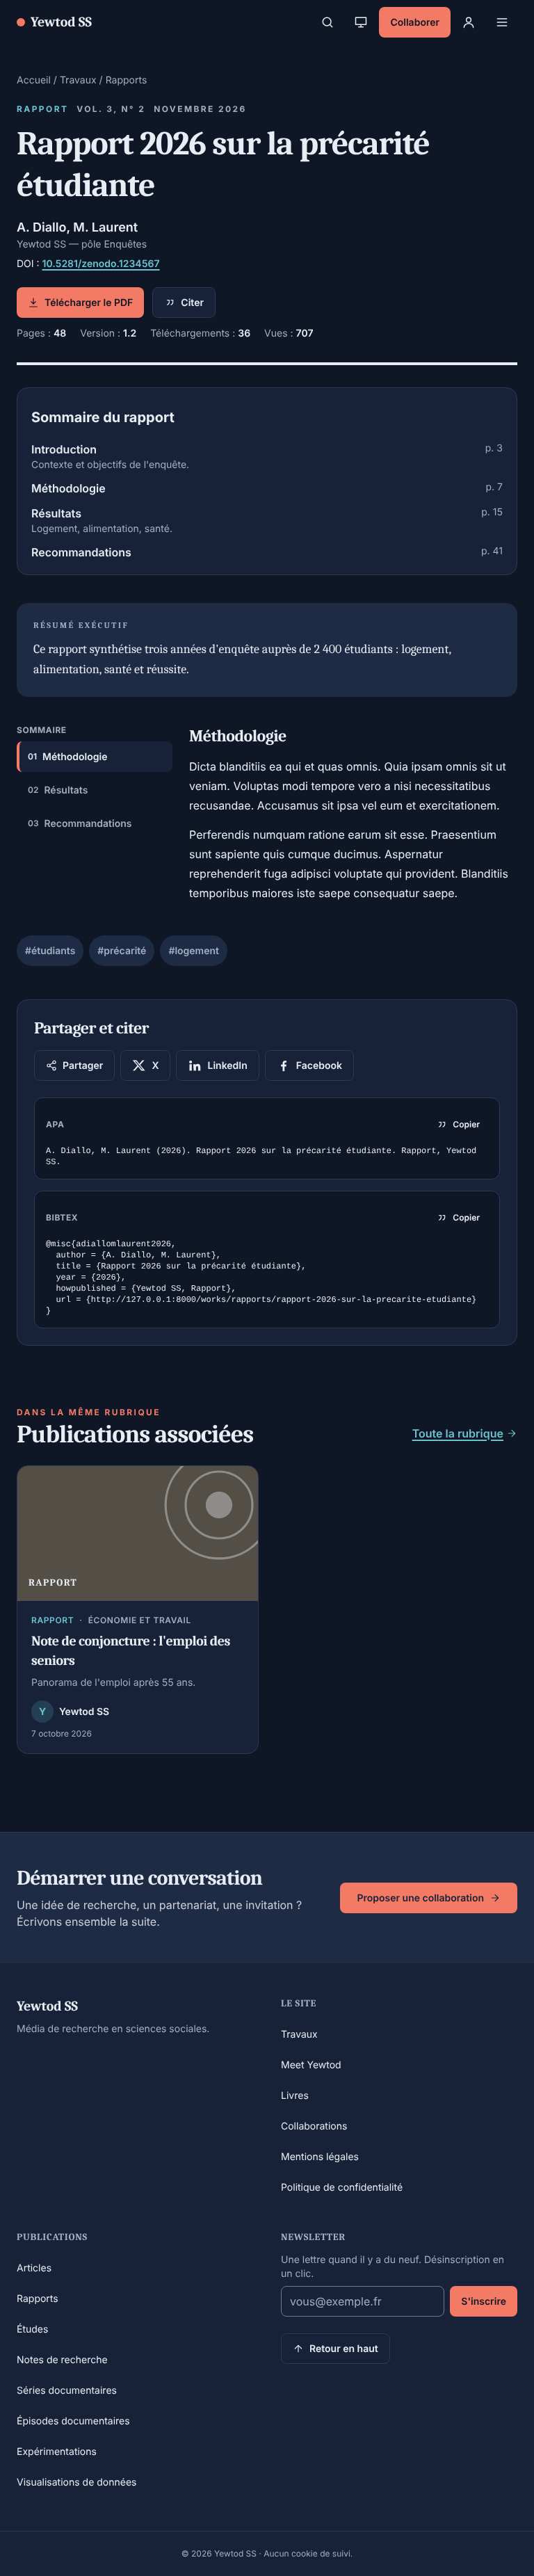 Yewtod SS
Collaborer
Accueil / Travaux / Rapports
RAPPORT VOL. 3, N° 2 NOVEMBRE 2026
Rapport 2026 sur la précarité
étudiante
A. Diallo, M. Laurent
Yewtod SS — pôle Enquêtes
DOI : 10.5281/zenodo.1234567
Télécharger le PDF
Citer
Pages : 48 Version : 1.2 Téléchargements : 36 Vues : 707
Sommaire du rapport
Introduction p. 3
Contexte et objectifs de l'enquête.
Méthodologie p. 7
Résultats p. 15
Logement, alimentation, santé.
Recommandations p. 41
RÉSUMÉ EXÉCUTIF
Ce rapport synthétise trois années d'enquête auprès de 2 400 étudiants : logement,
alimentation, santé et réussite.
SOMMAIRE
01 Méthodologie
02 Résultats
03 Recommandations
Méthodologie
Dicta blanditiis ea qui et quas omnis. Quia ipsam omnis sit ut
veniam. Voluptas modi tempore vero a nisi necessitatibus
recusandae. Accusamus sit ipsa vel eum et exercitationem.
Perferendis numquam ratione earum sit esse. Praesentium
sunt sapiente quis cumque ducimus. Aspernatur
reprehenderit fuga adipisci voluptate qui provident. Blanditiis
temporibus maiores iste saepe consequatur saepe.
#étudiants #précarité #logement
Partager et citer
Partager X LinkedIn Facebook
APA Copier
A. Diallo, M. Laurent (2026). Rapport 2026 sur la précarité étudiante. Rapport, Yewtod
SS.
BIBTEX Copier
@misc{adiallomlaurent2026,
author = {A. Diallo, M. Laurent},
title = {Rapport 2026 sur la précarité étudiante},
year = {2026},
howpublished = {Yewtod SS, Rapport},
url = {http://127.0.0.1:8000/works/rapports/rapport-2026-sur-la-precarite-etudiante}
}
DANS LA MÊME RUBRIQUE
Publications associées
Toute la rubrique
RAPPORT
RAPPORT · ÉCONOMIE ET TRAVAIL
Note de conjoncture : l'emploi des
seniors
Panorama de l'emploi après 55 ans.
Y Yewtod SS
7 octobre 2026
Démarrer une conversation
Une idée de recherche, un partenariat, une invitation ?
Écrivons ensemble la suite.
Proposer une collaboration
Yewtod SS
Média de recherche en sciences sociales.
LE SITE
Travaux
Meet Yewtod
Livres
Collaborations
Mentions légales
Politique de confidentialité
PUBLICATIONS
Articles
Rapports
Études
Notes de recherche
Séries documentaires
Épisodes documentaires
Expérimentations
Visualisations de données
NEWSLETTER
Une lettre quand il y a du neuf. Désinscription en
un clic.
vous@exemple.fr
S'inscrire
Retour en haut
© 2026 Yewtod SS · Aucun cookie de suivi.